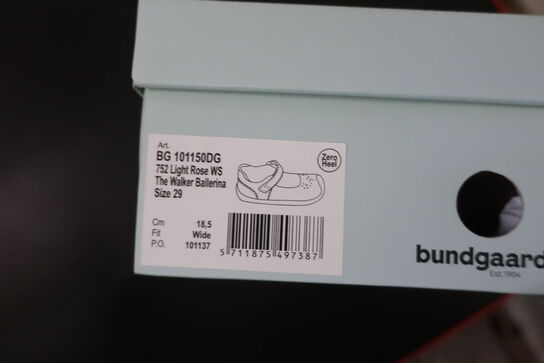 Art.
BG 101150DG
752 Light Rose WS
The Walker Ballerina
Size 29
Zero
Heel
Cm 18,5
Fit Wide
P.O. 101137
5 711875 497387
bundgaard
Est. 1904